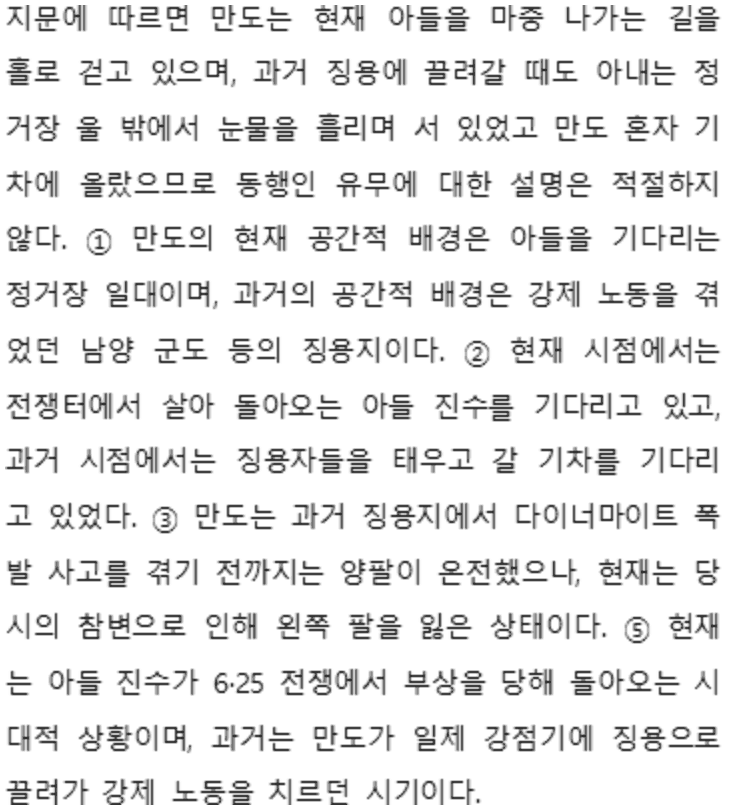 지문에 따르면 만도는 현재 아들을 마중 나가는 길을
홀로 걷고 있으며, 과거 징용에 끌려갈 때도 아내는 정
거장 울 밖에서 눈물을 흘리며 서 있었고 만도 혼자 기
차에 올랐으므로 동행인 유무에 대한 설명은 적절하지
않다. ① 만도의 현재 공간적 배경은 아들을 기다리는
정거장 일대이며, 과거의 공간적 배경은 강제 노동을 겪
었던 남양 군도 등의 징용지이다. ② 현재 시점에서는
전쟁터에서 살아 돌아오는 아들 진수를 기다리고 있고,
과거 시점에서는 징용자들을 태우고 갈 기차를 기다리
고 있었다. ③ 만도는 과거 징용지에서 다이너마이트 폭
발 사고를 겪기 전까지는 양팔이 온전했으나, 현재는 당
시의 참변으로 인해 왼쪽 팔을 잃은 상태이다. ⑤ 현재
는 아들 진수가 6·25 전쟁에서 부상을 당해 돌아오는 시
대적 상황이며, 과거는 만도가 일제 강점기에 징용으로
끌려가 강제 노동을 치르던 시기이다.